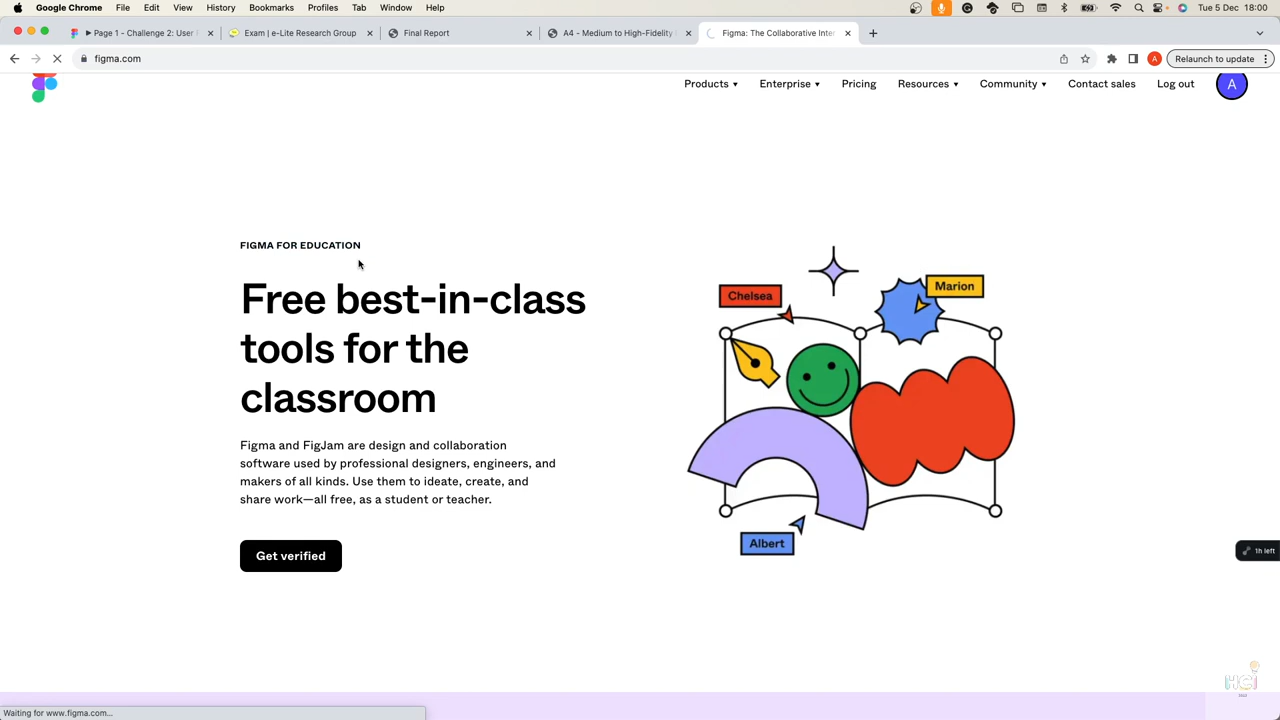 Google Chrome File Edit View History Bookmarks Profiles Tab Window Help Tue 5 Dec 18:00
Page 1 - Challenge 2: User Exam | e-Lite Research Group Final Report A4 - Medium to High-Fidelity Figma: The Collaborative Inter
figma.com A Relaunch to update
Products Enterprise Pricing Resources Community Contact sales Log out A
FIGMA FOR EDUCATION
Free best-in-class
tools for the
classroom
Figma and FigJam are design and collaboration
software used by professional designers, engineers, and
makers of all kinds. Use them to ideate, create, and
share work—all free, as a student or teacher.
Get verified
Chelsea
Marion
Albert
1h left
HCI
Waiting for www.figma.com...